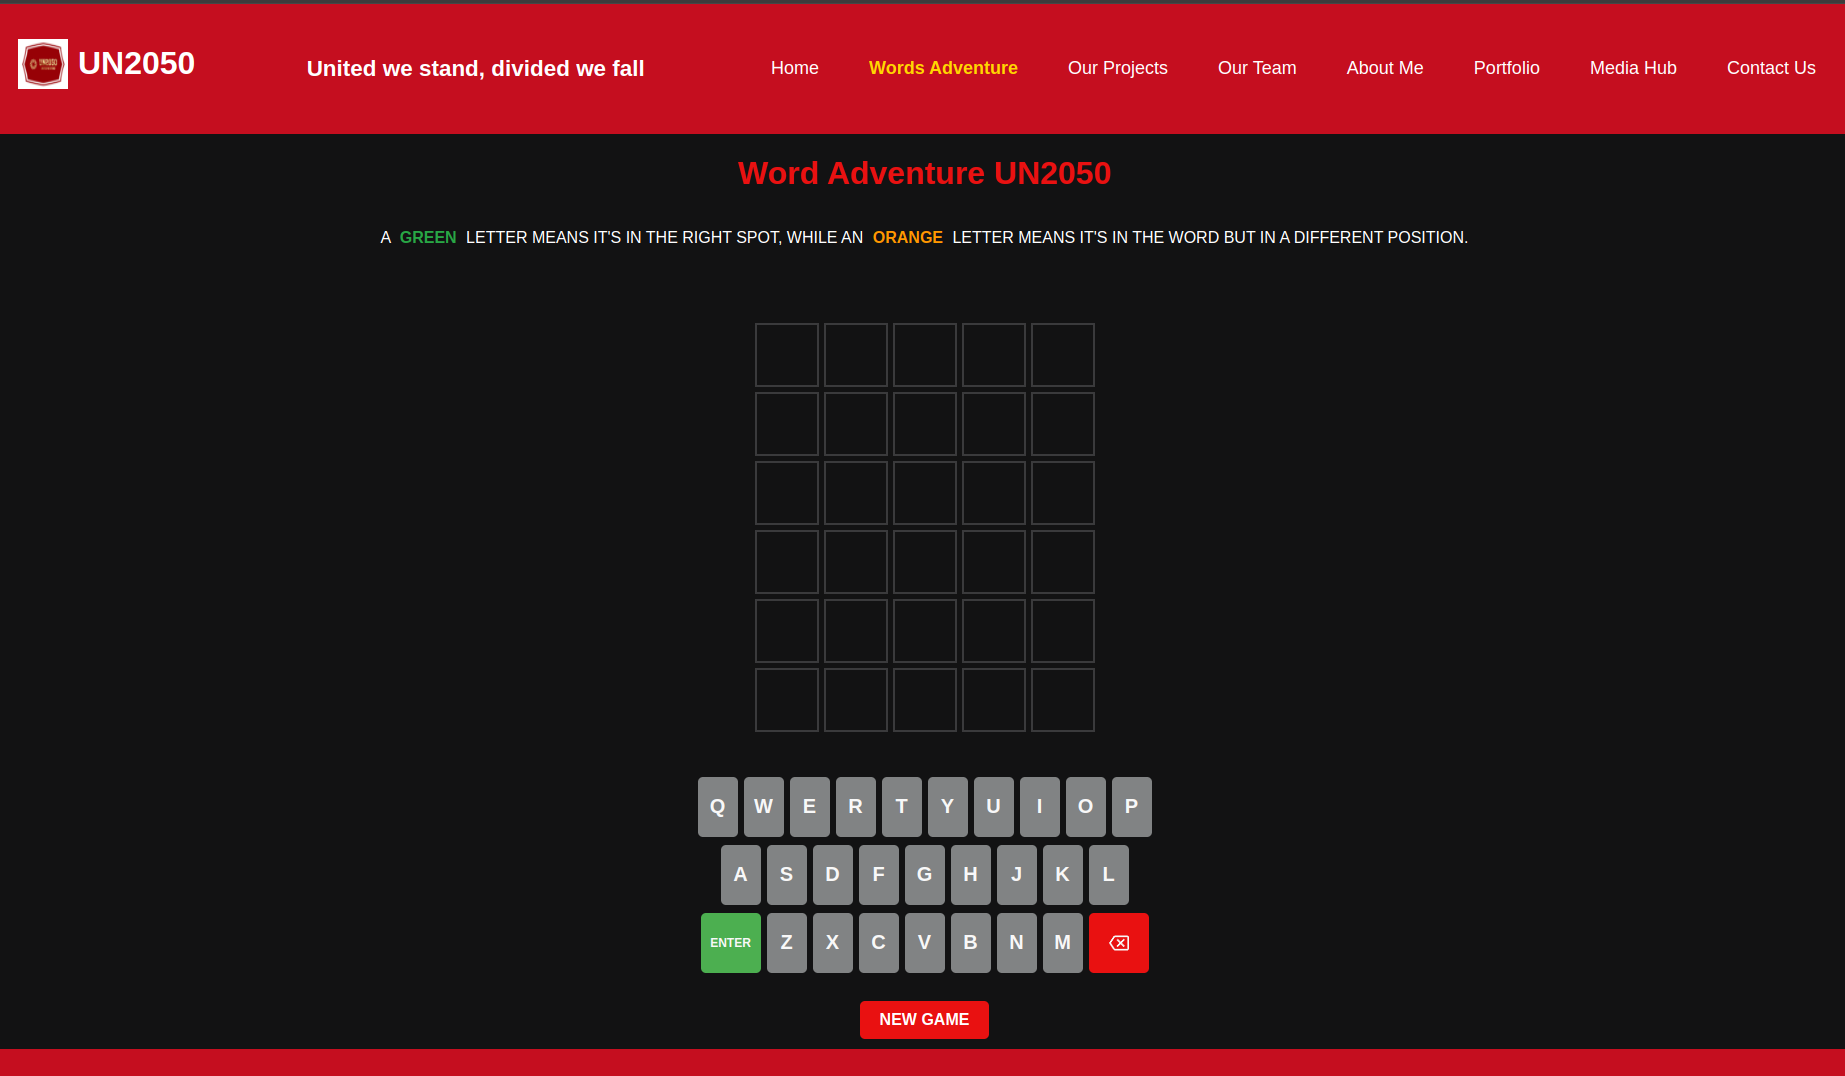 UN2050
United we stand, divided we fall
Home
Words Adventure
Our Projects
Our Team
About Me
Portfolio
Media Hub
Contact Us
Word Adventure UN2050
A GREEN LETTER MEANS IT'S IN THE RIGHT SPOT, WHILE AN ORANGE LETTER MEANS IT'S IN THE WORD BUT IN A DIFFERENT POSITION.
Q W E R T Y U I O P
A S D F G H J K L
ENTER Z X C V B N M
NEW GAME